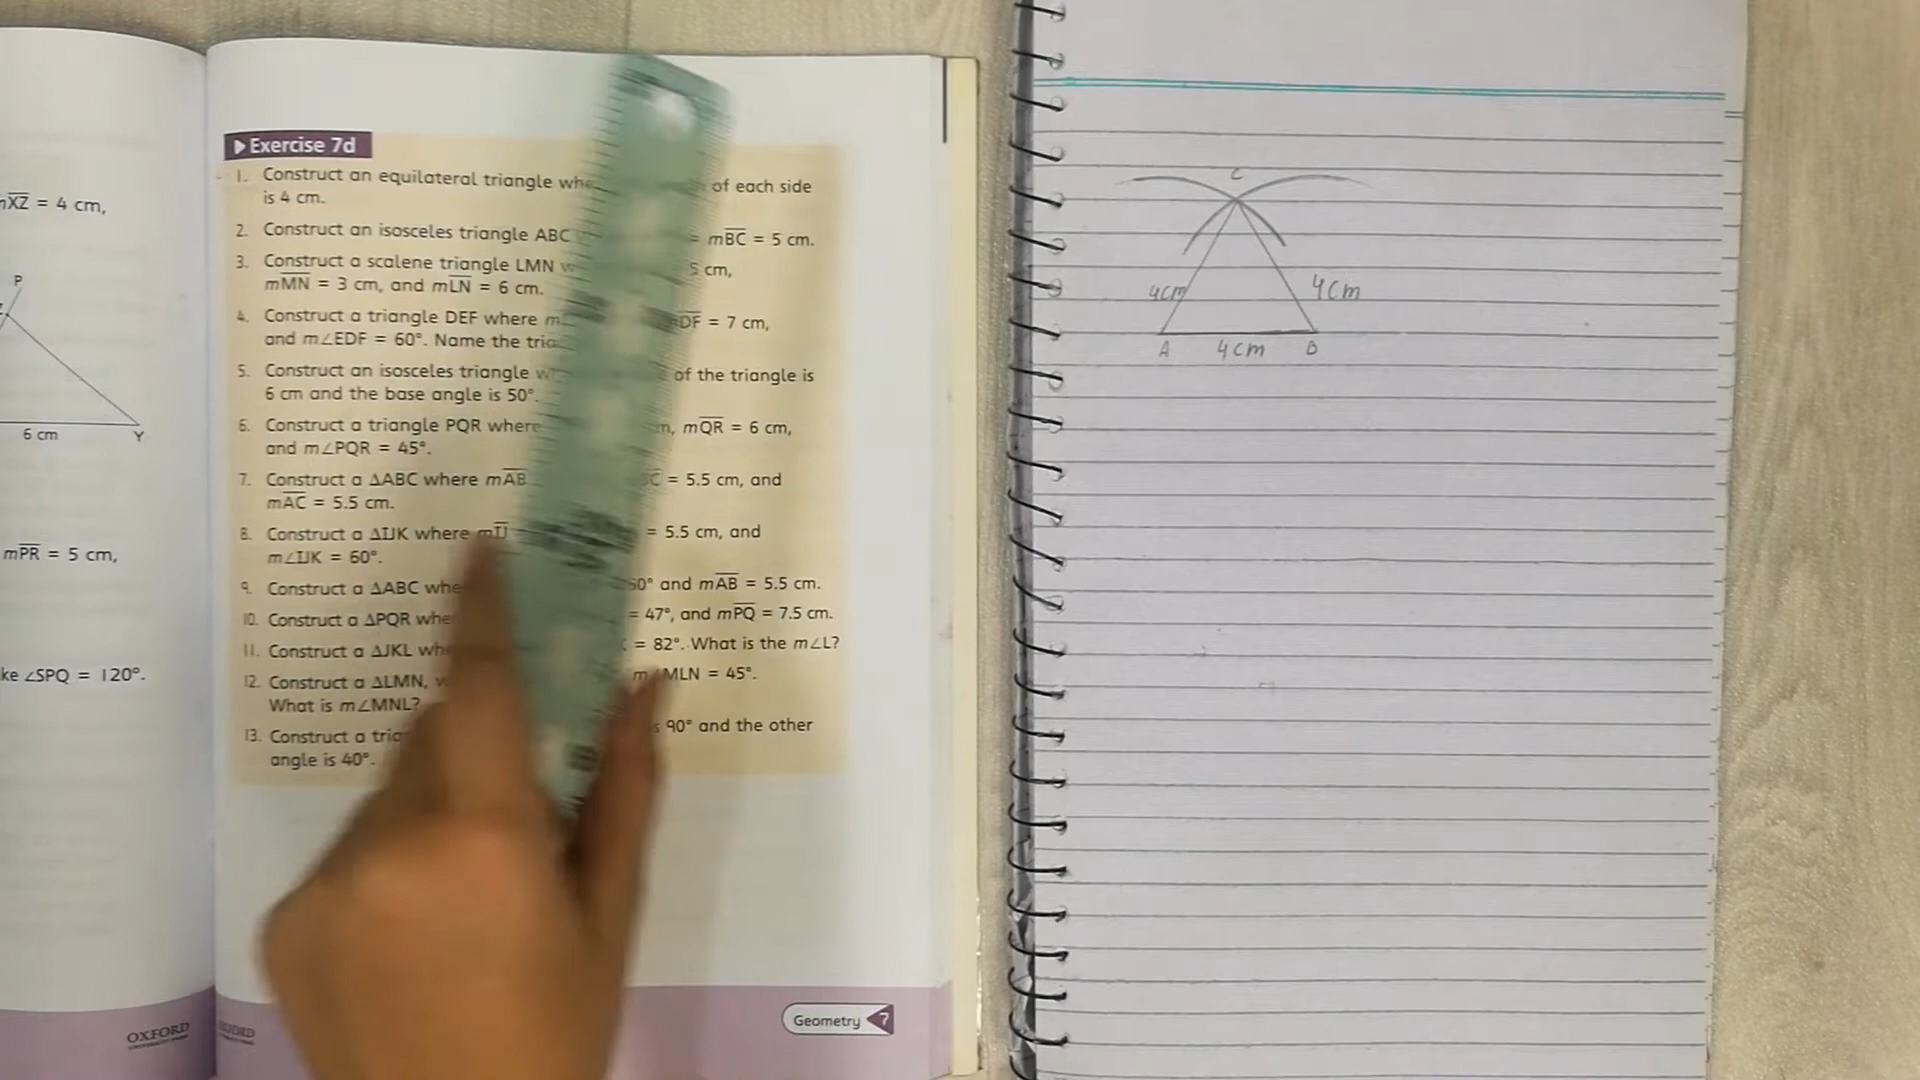 mXZ = 4 cm,
P
6 cm
Y
mPR = 5 cm,
ke ∠SPQ = 120°.
OXFORD
Exercise 7d
1. Construct an equilateral triangle of each side
is 4 cm.
2. Construct an isosceles triangle ABC = mBC = 5 cm.
3. Construct a scalene triangle LMN 5 cm,
mMN = 3 cm, and mLN = 6 cm.
4. Construct a triangle DEF where DF = 7 cm,
and m∠EDF = 60°. Name the
5. Construct an isosceles triangle of the triangle is
6 cm and the base angle is 50°.
6. Construct a triangle PQR where mQR = 6 cm,
and m∠PQR = 45°.
7. Construct a ΔABC where mAB = 5.5 cm, and
mAC = 5.5 cm.
8. Construct a ΔIJK where mIJ = 5.5 cm, and
m∠IJK = 60°.
9. Construct a ΔABC and mAB = 5.5 cm.
10. Construct a ΔPQR = 47°, and mPQ = 7.5 cm.
11. Construct a ΔJKL = 82°. What is the m∠L?
12. Construct a ΔLMN, m∠MLN = 45°.
What is m∠MNL?
13. Construct a 90° and the other
angle is 40°.
Geometry 7
C
4cm 4cm
A 4cm B